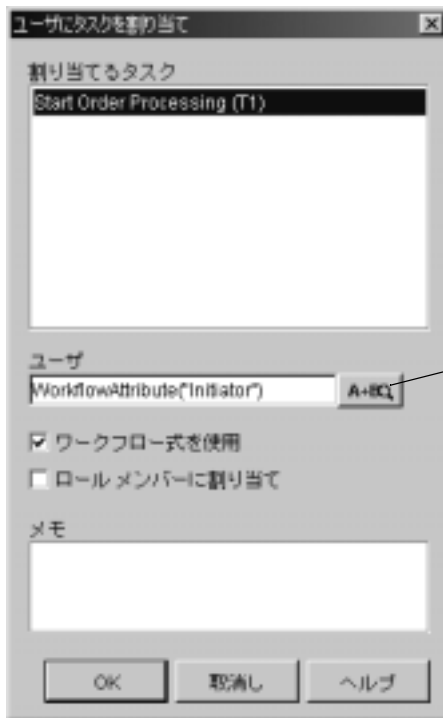 ユーザにタスクを割り当て
割り当てるタスク
Start Order Processing (T1)
ユーザ
WorkflowAttribute("Initiator")
A+BC
ワークフロー式を使用
ロール メンバーに割り当て
メモ
OK
取消し
ヘルプ